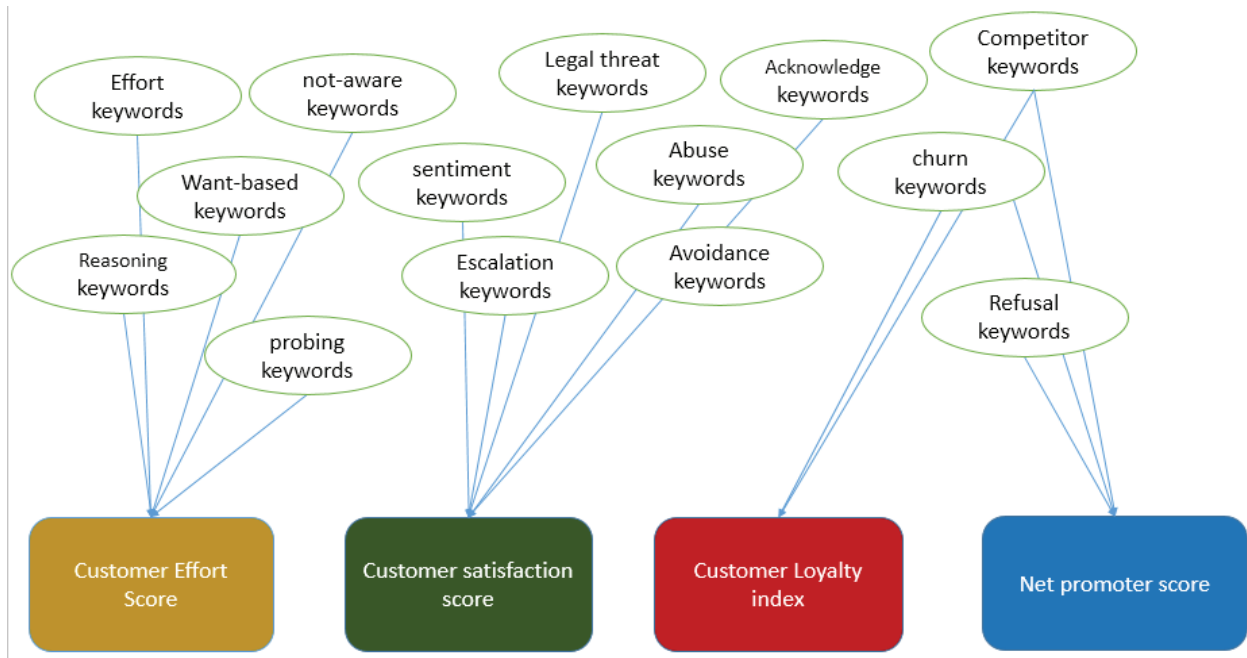 Effort
keywords
not-aware
keywords
Legal threat
keywords
Acknowledge
keywords
Competitor
keywords
Want-based
keywords
sentiment
keywords
Abuse
keywords
churn
keywords
Reasoning
keywords
Escalation
keywords
Avoidance
keywords
Refusal
keywords
probing
keywords
Customer Effort
Score
Customer satisfaction
score
Customer Loyalty
index
Net promoter score